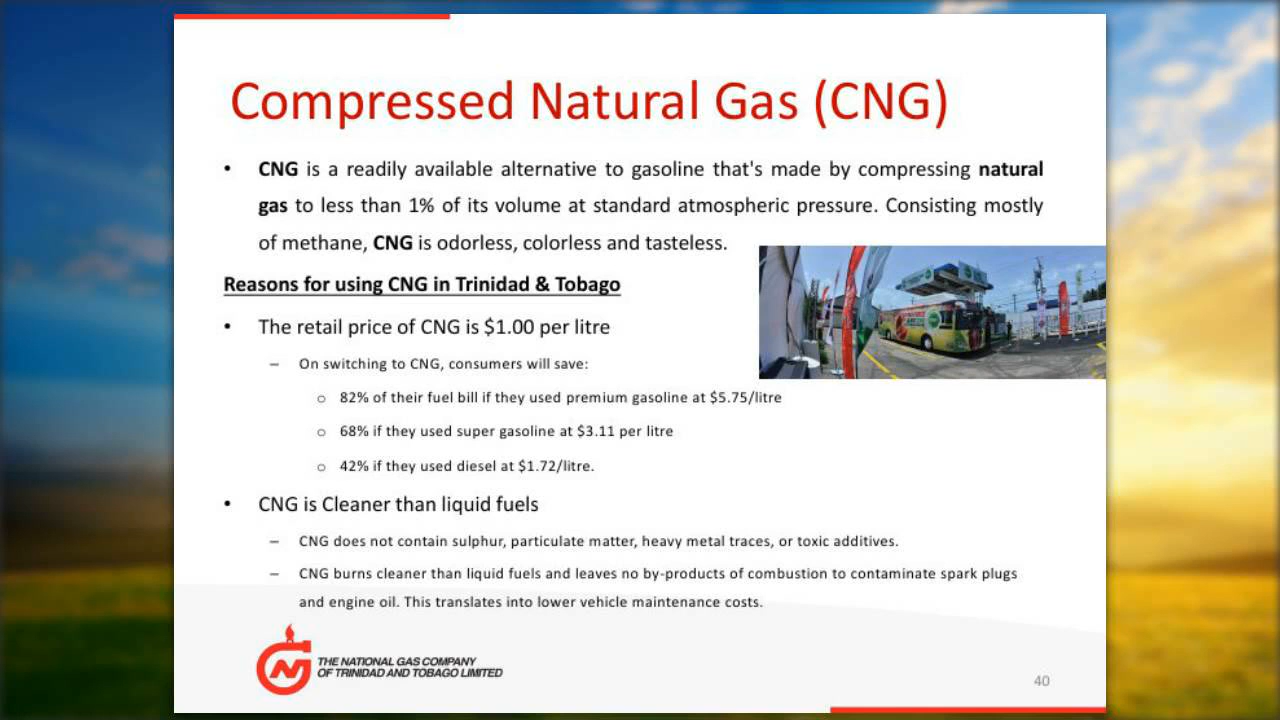 Compressed Natural Gas (CNG)
• CNG is a readily available alternative to gasoline that's made by compressing natural
gas to less than 1% of its volume at standard atmospheric pressure. Consisting mostly
of methane, CNG is odorless, colorless and tasteless.
Reasons for using CNG in Trinidad & Tobago
• The retail price of CNG is $1.00 per litre
– On switching to CNG, consumers will save:
o 82% of their fuel bill if they used premium gasoline at $5.75/litre
o 68% if they used super gasoline at $3.11 per litre
o 42% if they used diesel at $1.72/litre.
• CNG is Cleaner than liquid fuels
– CNG does not contain sulphur, particulate matter, heavy metal traces, or toxic additives.
– CNG burns cleaner than liquid fuels and leaves no by-products of combustion to contaminate spark plugs
and engine oil. This translates into lower vehicle maintenance costs.
THE NATIONAL GAS COMPANY
OF TRINIDAD AND TOBAGO LIMITED
40